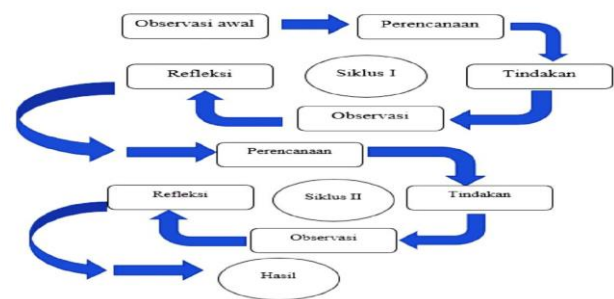 Observasi awal
Perencanaan
Refleksi
Siklus I
Tindakan
Observasi
Perencanaan
Refleksi
Siklus II
Tindakan
Observasi
Hasil